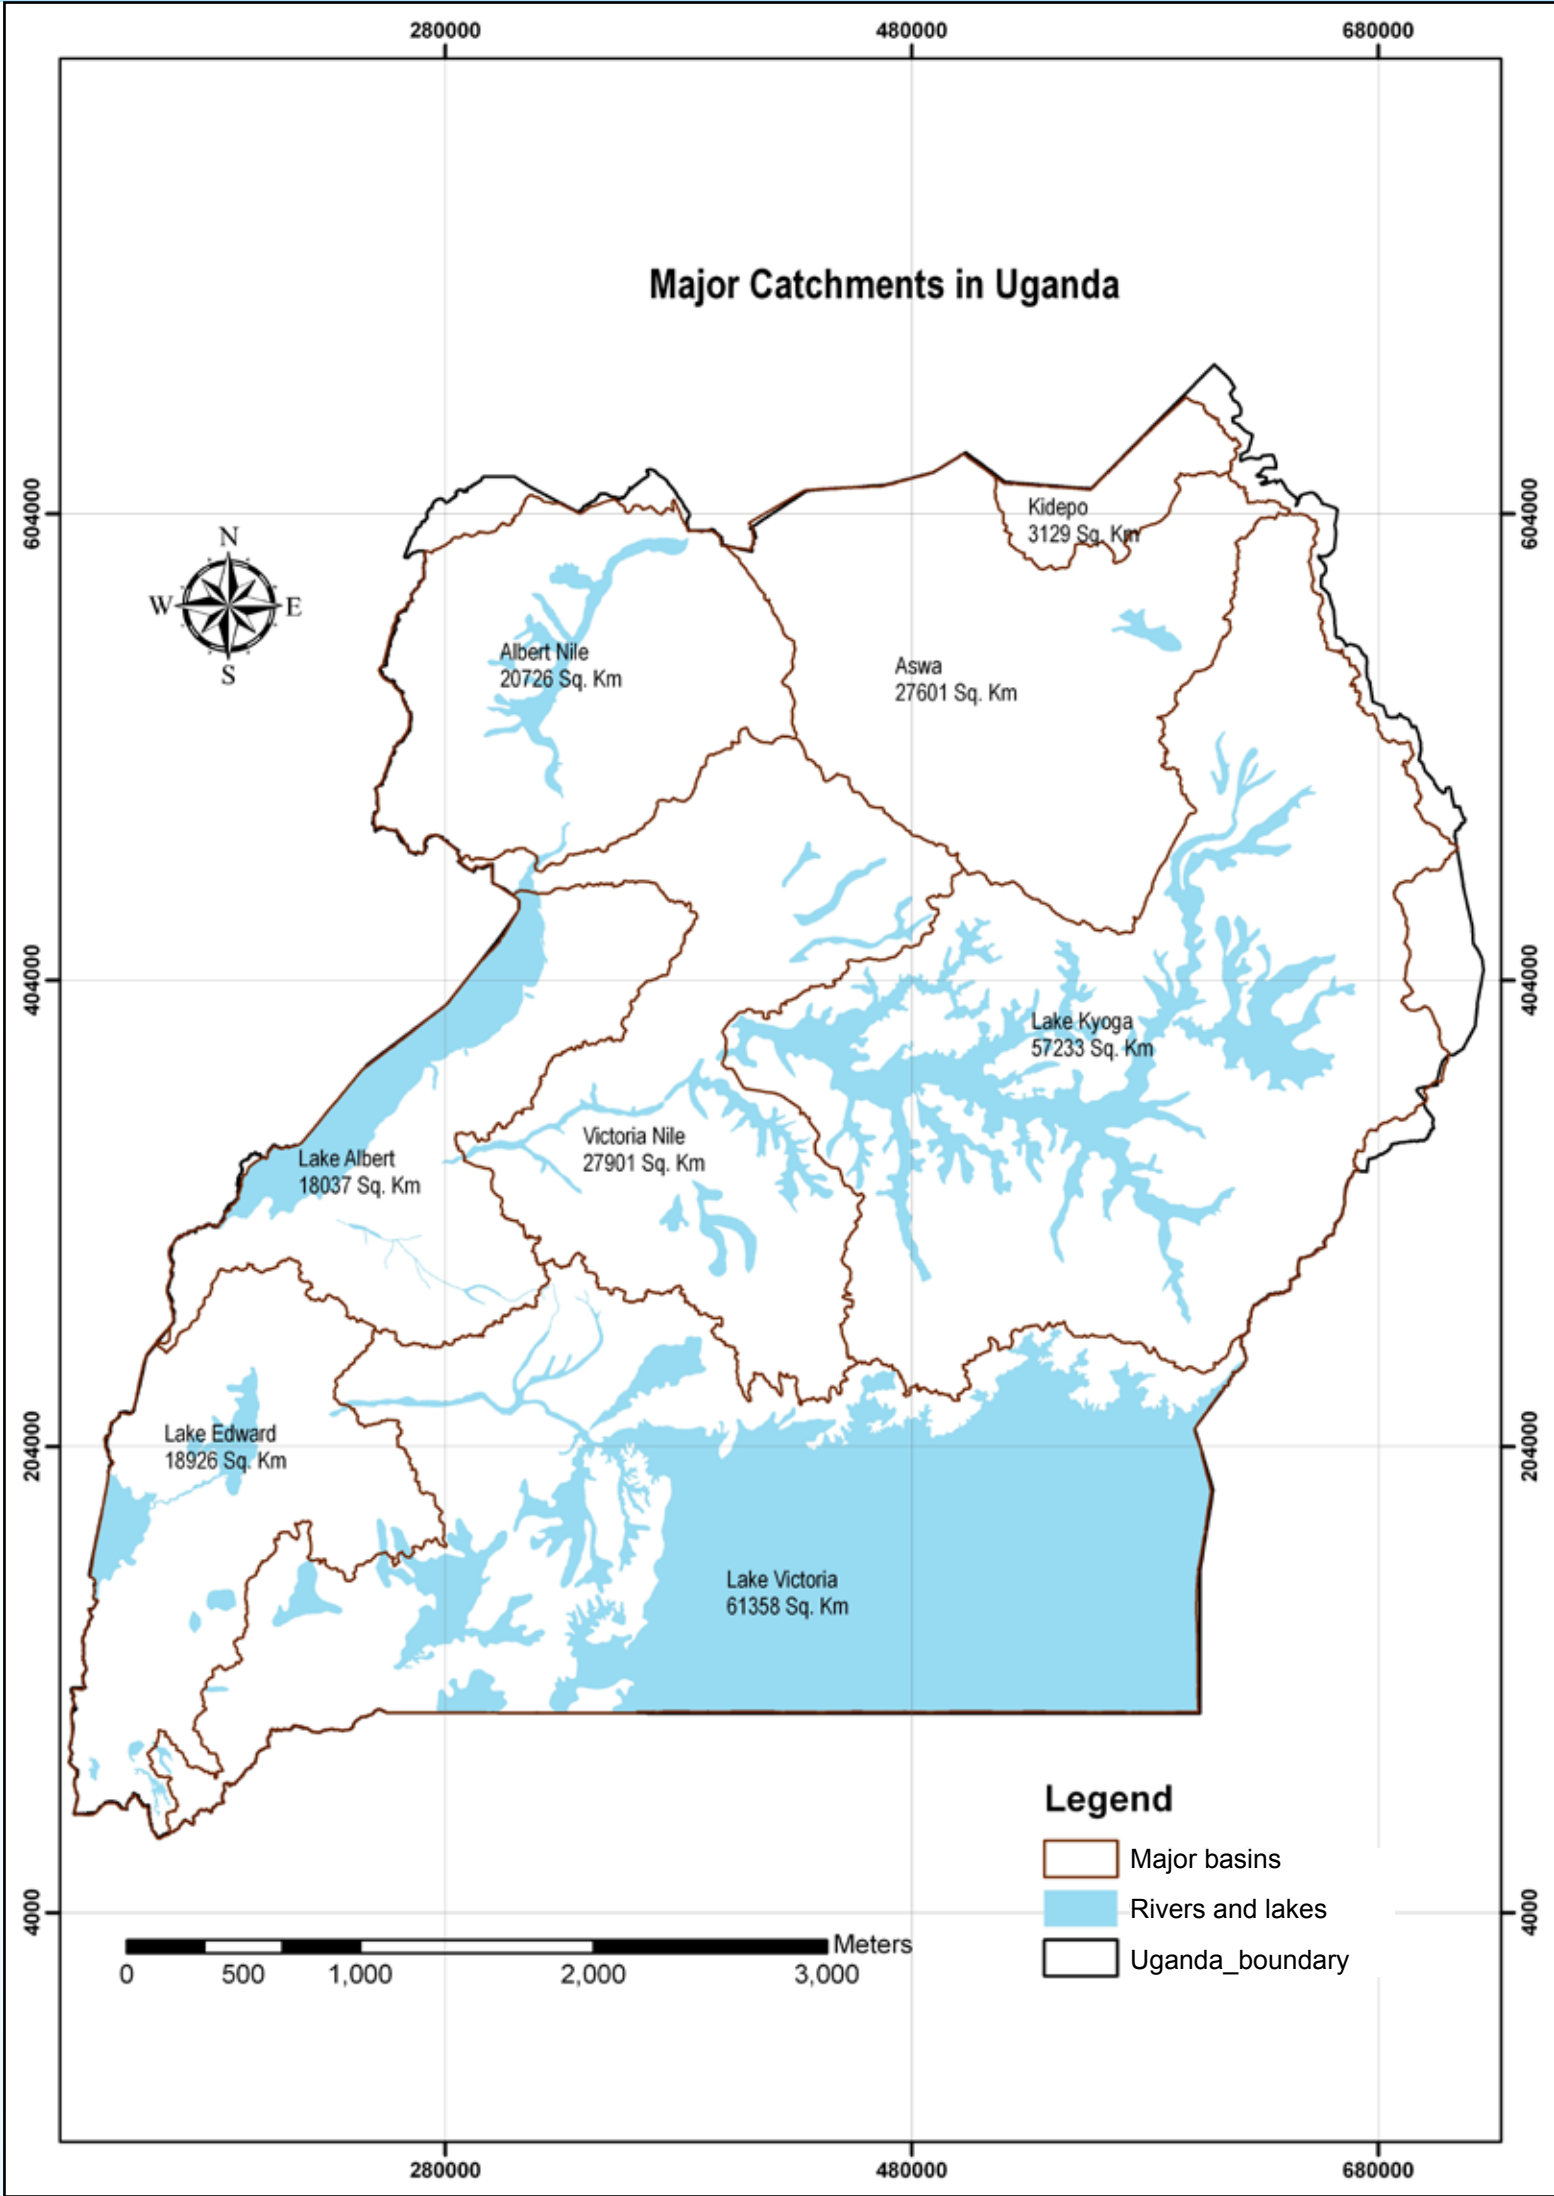 280000
480000
680000
Major Catchments in Uganda
604000
604000
N
W
E
S
Kidepo
3129 Sq. Km
Albert Nile
20726 Sq. Km
Aswa
27601 Sq. Km
404000
404000
Lake Kyoga
57233 Sq. Km
Victoria Nile
27901 Sq. Km
Lake Albert
18037 Sq. Km
204000
204000
Lake Edward
18926 Sq. Km
Lake Victoria
61358 Sq. Km
Legend
Major basins
Rivers and lakes
Uganda_boundary
4000
4000
Meters
0
500
1,000
2,000
3,000
280000
480000
680000